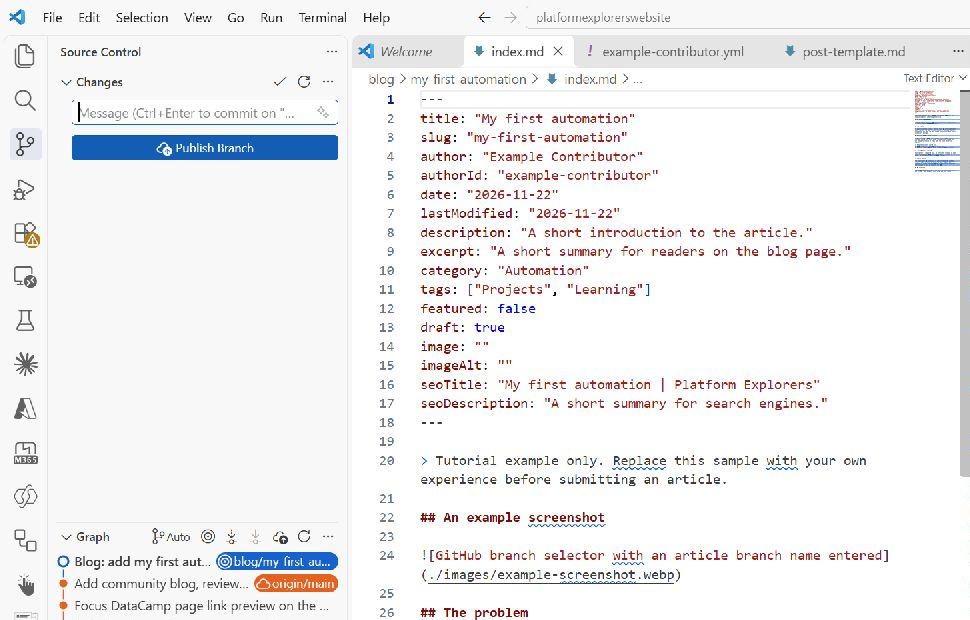 File Edit Selection View Go Run Terminal Help
platformexplorerswebsite
Source Control
Changes
Message (Ctrl+Enter to commit on "...
Publish Branch
Graph
Auto
Blog: add my first aut... blog/my first au...
Add community blog, review... origin/main
Focus DataCamp page link preview on the ...
M365
Welcome
index.md
example-contributor.yml
post-template.md
blog > my-first-automation > index.md > ...
Text Editor
1 ---
2 title: "My first automation"
3 slug: "my-first-automation"
4 author: "Example Contributor"
5 authorId: "example-contributor"
6 date: "2026-11-22"
7 lastModified: "2026-11-22"
8 description: "A short introduction to the article."
9 excerpt: "A short summary for readers on the blog page."
10 category: "Automation"
11 tags: ["Projects", "Learning"]
12 featured: false
13 draft: true
14 image: ""
15 imageAlt: ""
16 seoTitle: "My first automation | Platform Explorers"
17 seoDescription: "A short summary for search engines."
18 ---
19
20 > Tutorial example only. Replace this sample with your own
experience before submitting an article.
21
22 ## An example screenshot
23
24 ![GitHub branch selector with an article branch name entered]
(./images/example-screenshot.webp)
25
26 ## The problem